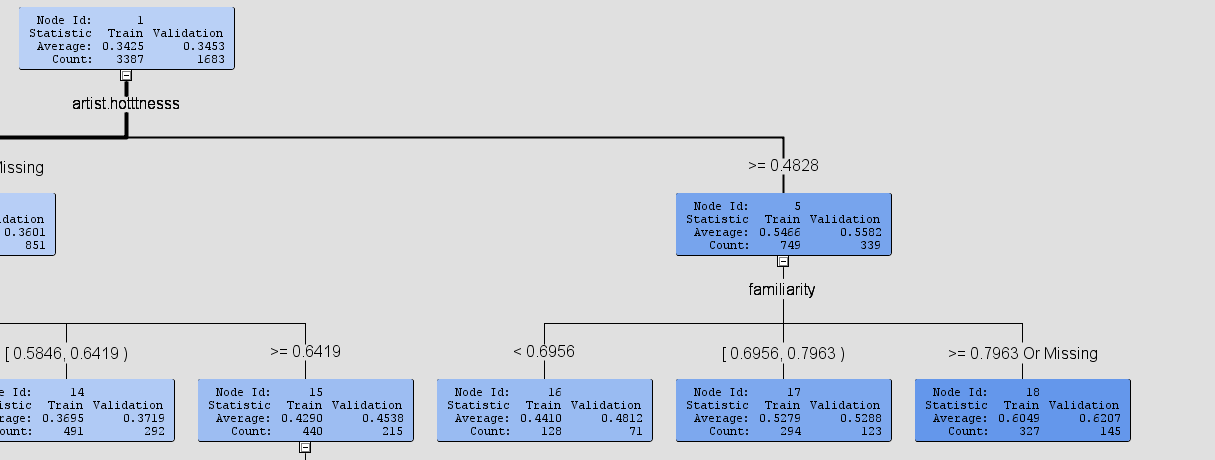 Node Id: 1
Statistic Train Validation
Average: 0.3425 0.3453
Count: 3387 1683
artist.hotttnesss
>= 0.4828
0.3601
851
Node Id: 5
Statistic Train Validation
Average: 0.5466 0.5582
Count: 749 339
familiarity
[ 0.5846, 0.6419 )
>= 0.6419
< 0.6956
[ 0.6956, 0.7963 )
>= 0.7963 Or Missing
Id: 14
Train Validation
0.3695 0.3719
491 292
Node Id: 15
Statistic Train Validation
Average: 0.4290 0.4538
Count: 440 215
Node Id: 16
Statistic Train Validation
Average: 0.4410 0.4812
Count: 128 71
Node Id: 17
Statistic Train Validation
Average: 0.5279 0.5288
Count: 294 123
Node Id: 18
Statistic Train Validation
Average: 0.6049 0.6207
Count: 327 145